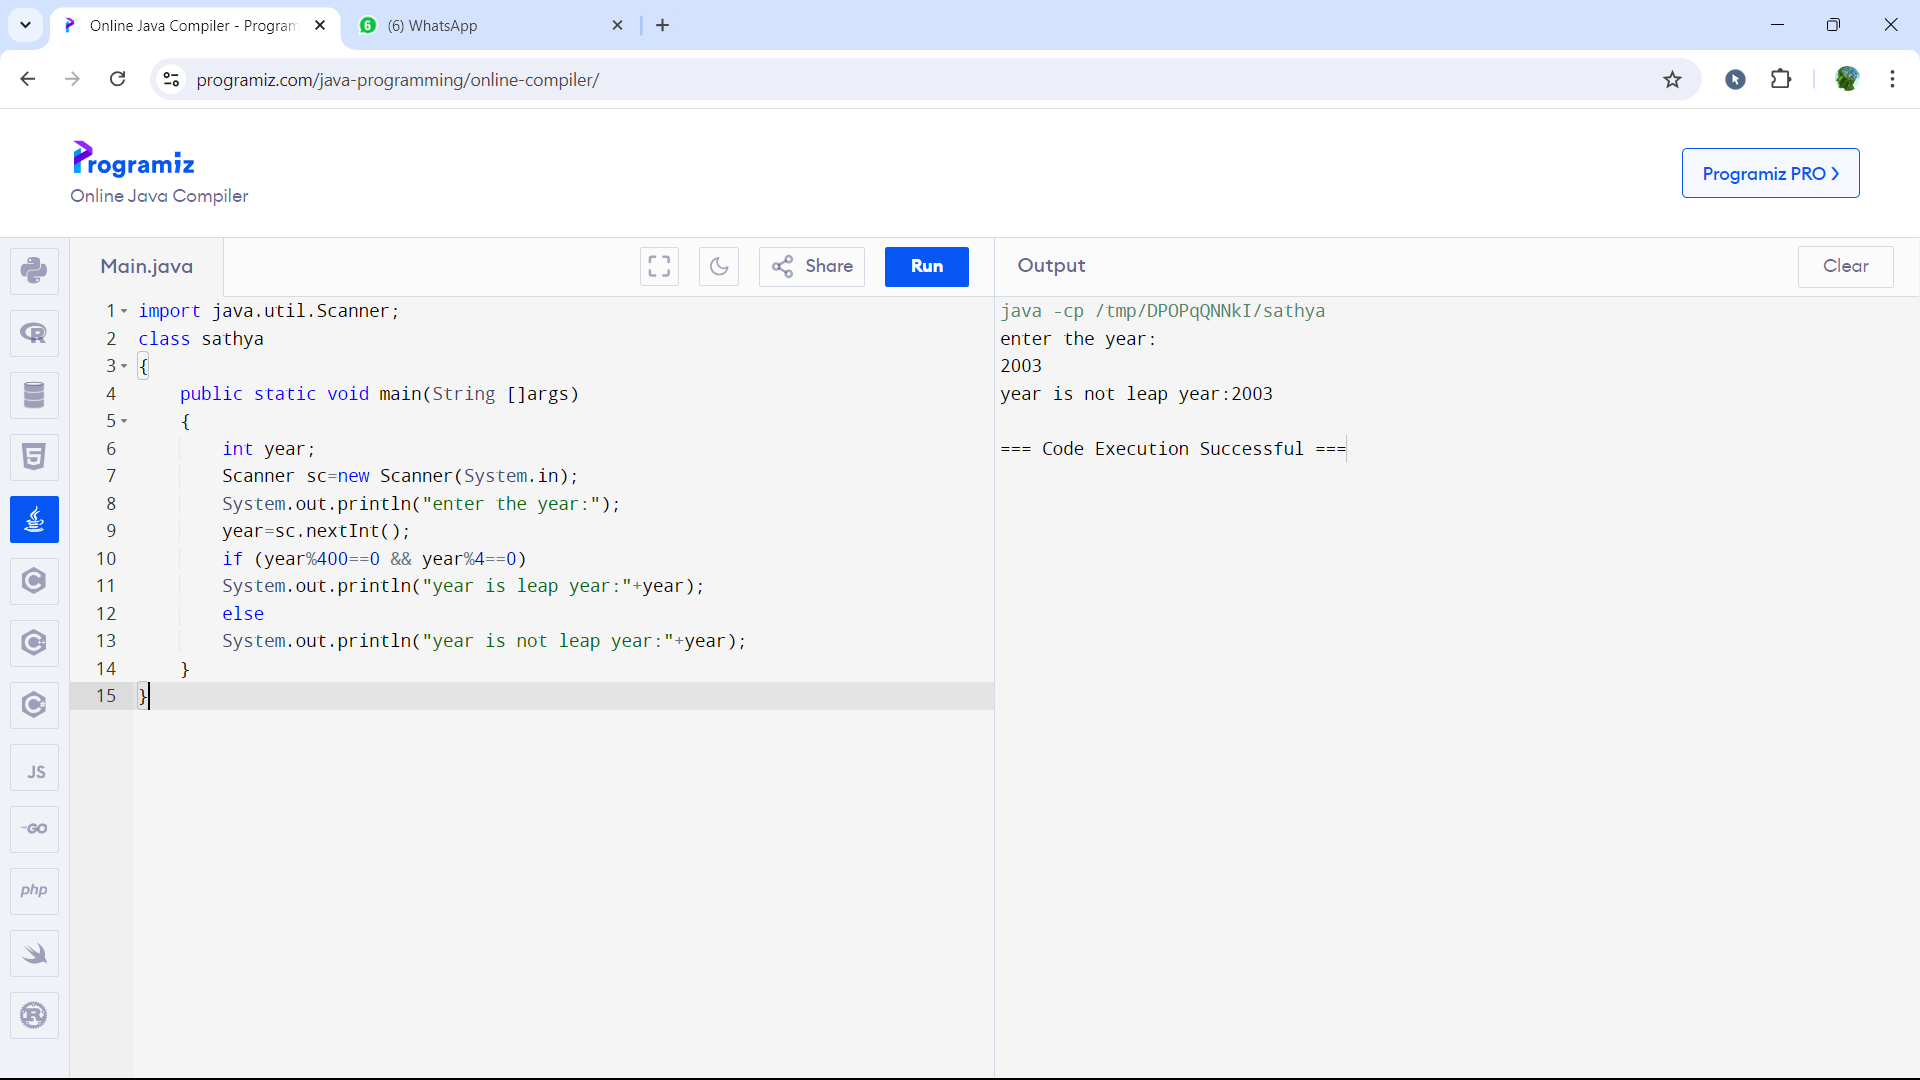 Online Java Compiler - Program
(6) WhatsApp
programiz.com/java-programming/online-compiler/
Programiz
Online Java Compiler
Programiz PRO
Main.java
Share
Run
Output
Clear
1 import java.util.Scanner;
2 class sathya
3 {
4     public static void main(String []args)
5     {
6         int year;
7         Scanner sc=new Scanner(System.in);
8         System.out.println("enter the year:");
9         year=sc.nextInt();
10         if (year%400==0 && year%4==0)
11         System.out.println("year is leap year:"+year);
12         else
13         System.out.println("year is not leap year:"+year);
14     }
15 }
java -cp /tmp/DPOPqQNNkI/sathya
enter the year:
2003
year is not leap year:2003
=== Code Execution Successful ===
R
5
C
C
C
JS
GO
php
R
6